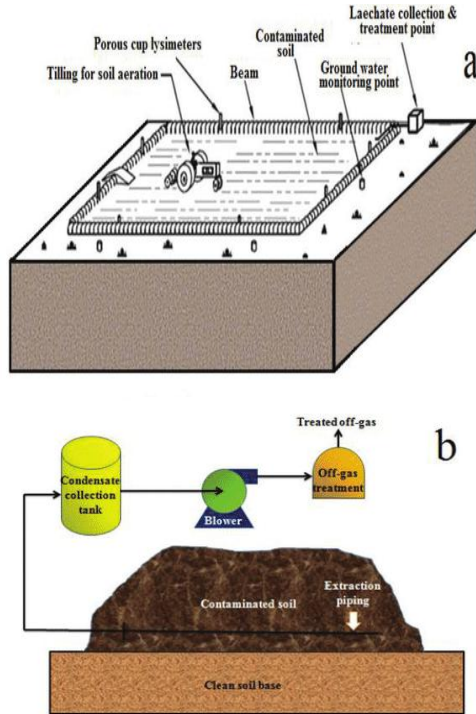 Laechate collection &
treatment point
a
Porous cup lysimeters
Contaminated
soil
Tilling for soil aeration
Beam
Ground water
monitoring point
Treated off-gas
b
Condensate
collection
tank
Off-gas
treatment
Blower
Extraction
piping
Contaminated soil
Clean soil base